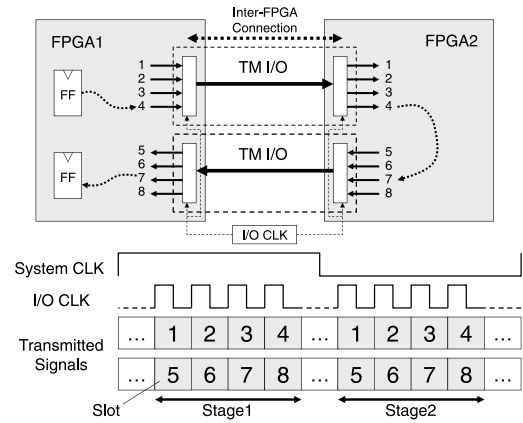 Inter-FPGA
Connection
FPGA1
FPGA2
FF
1
2
3
4
TM I/O
1
2
3
4
FF
5
6
7
8
TM I/O
5
6
7
8
I/O CLK
System CLK
I/O CLK
Transmitted
Signals
... 1 2 3 4 ... 1 2 3 4 ...
... 5 6 7 8 ... 5 6 7 8 ...
Slot
Stage1
Stage2